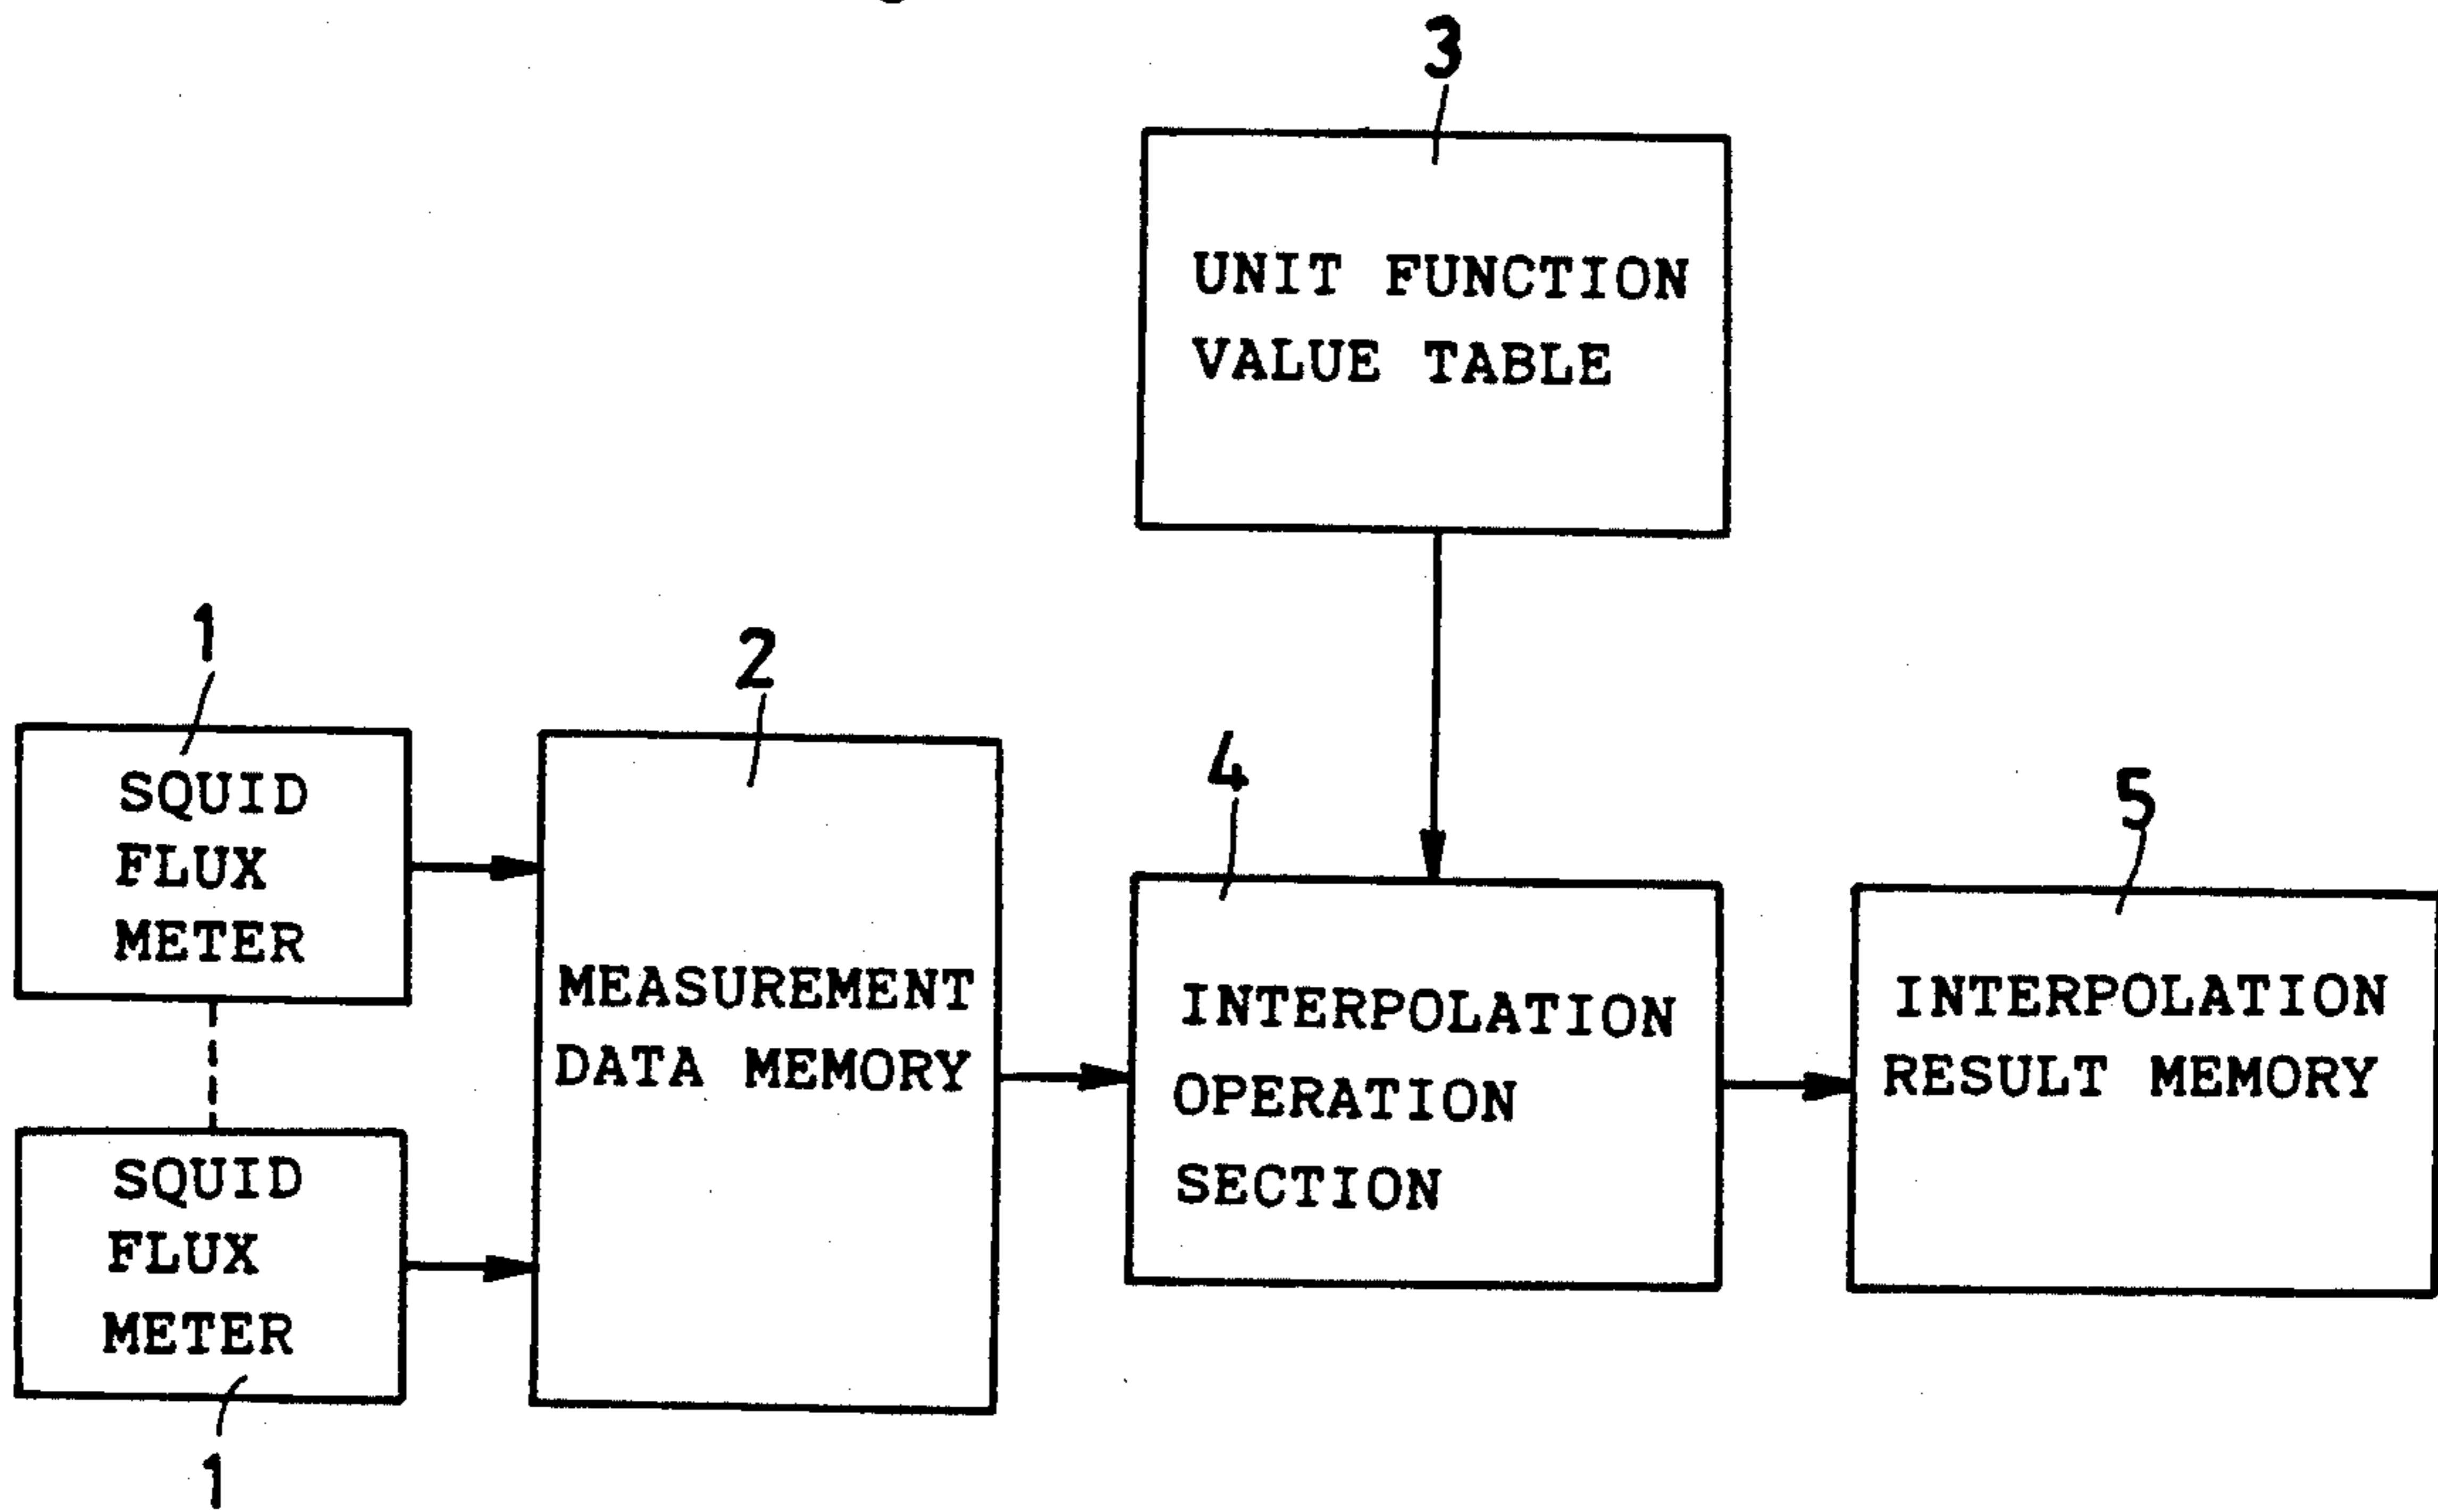 3
UNIT FUNCTION
VALUE TABLE
1
SQUID
FLUX
METER
2
MEASUREMENT
DATA MEMORY
4
INTERPOLATION
OPERATION
SECTION
5
INTERPOLATION
RESULT MEMORY
SQUID
FLUX
METER
1